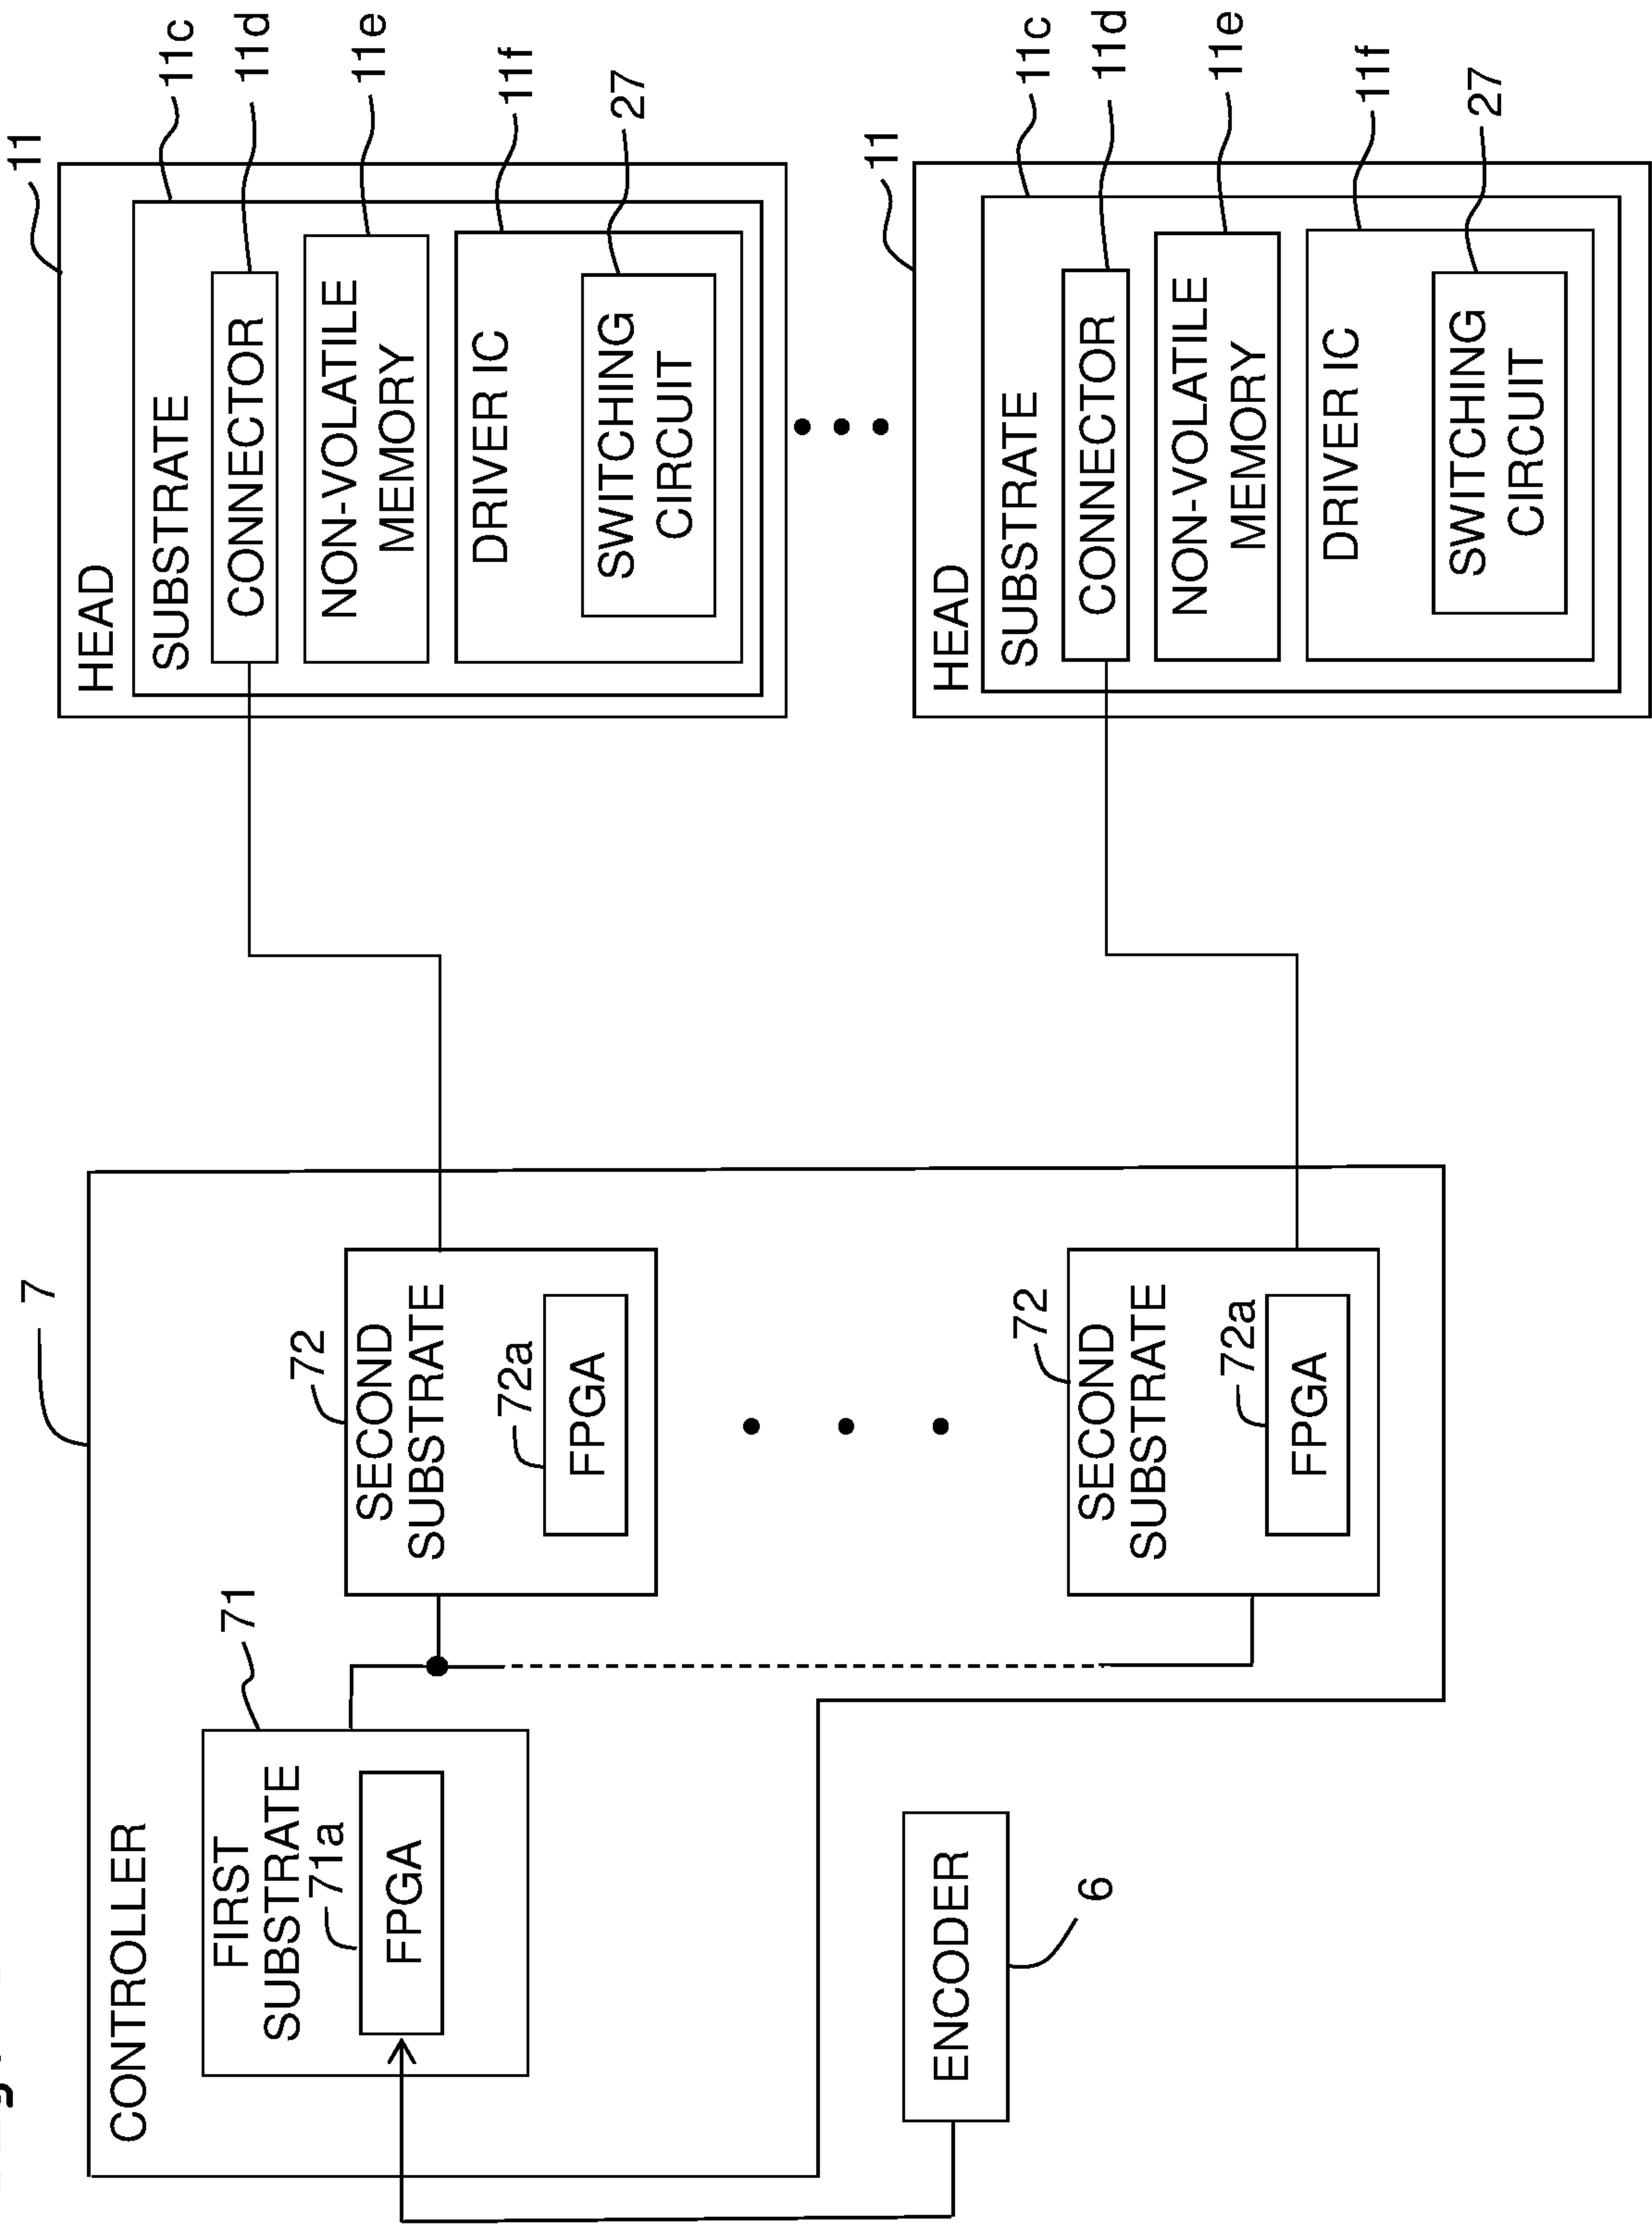 7
CONTROLLER
FIRST
SUBSTRATE
71
71a
FPGA
72
SECOND
SUBSTRATE
72a
FPGA
72
SECOND
SUBSTRATE
72a
FPGA
ENCODER
6
11
HEAD
SUBSTRATE
11c
CONNECTOR
11d
NON-VOLATILE
MEMORY
11e
DRIVER IC
11f
SWITCHING
CIRCUIT
27
11
HEAD
SUBSTRATE
11c
CONNECTOR
11d
NON-VOLATILE
MEMORY
11e
DRIVER IC
11f
SWITCHING
CIRCUIT
27